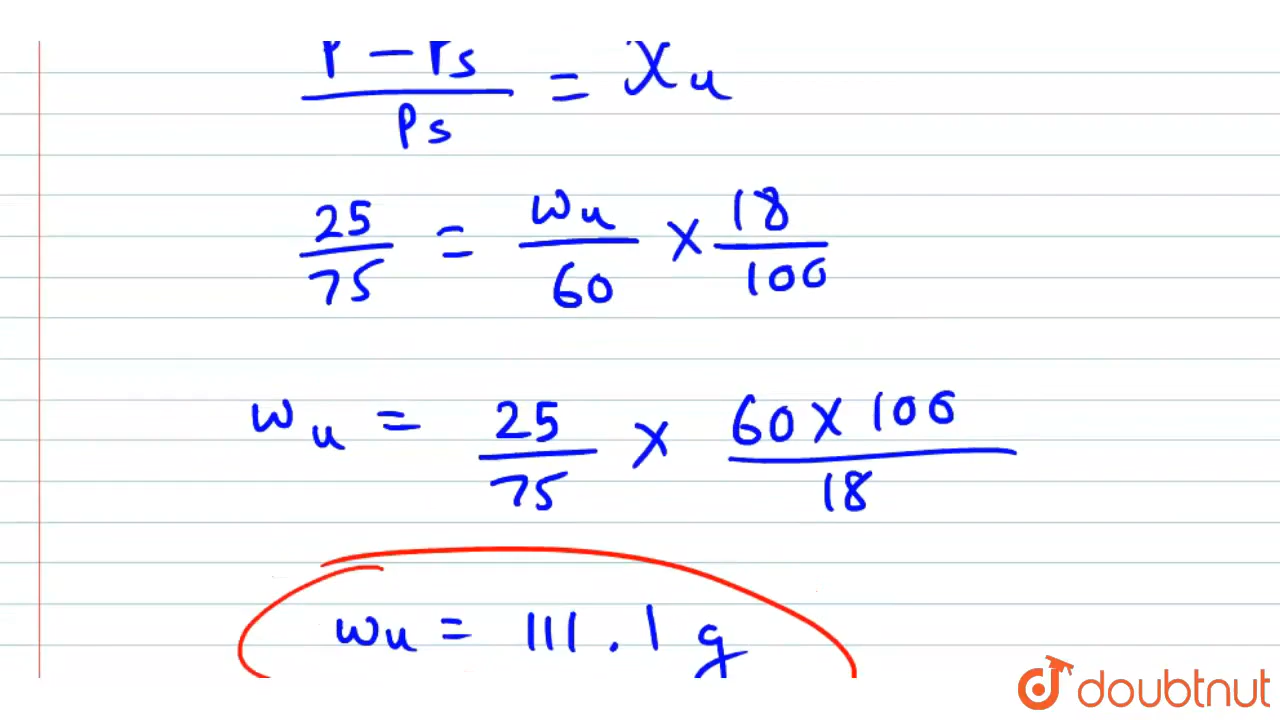 P - Ps / Ps = Xu
25/75 = wu/60 × 18/100
wu = 25/75 × 60 × 100/18
wu = 111.1 g
doubtnut